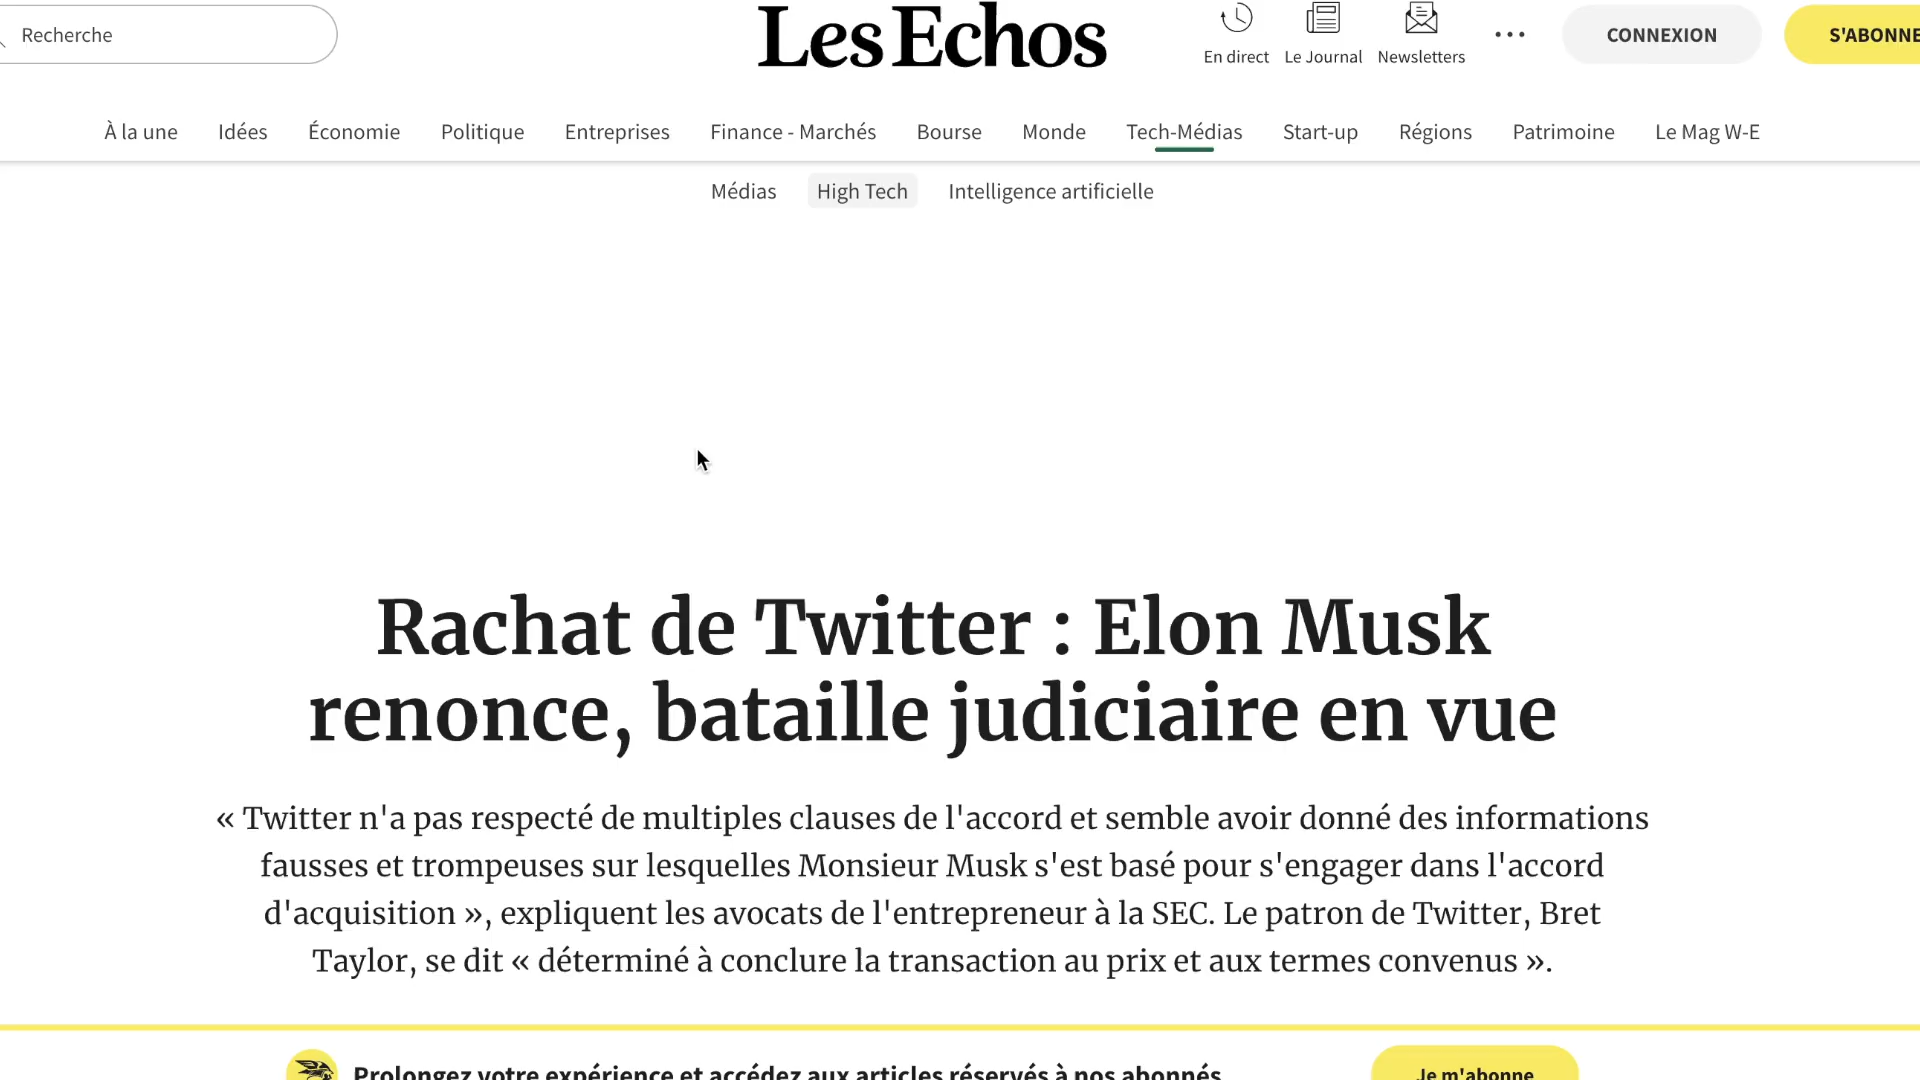 Recherche
Les Echos
En direct
Le Journal
Newsletters
CONNEXION
S'ABONNE
À la une
Idées
Économie
Politique
Entreprises
Finance - Marchés
Bourse
Monde
Tech-Médias
Start-up
Régions
Patrimoine
Le Mag W-E
Médias
High Tech
Intelligence artificielle
Rachat de Twitter : Elon Musk
renonce, bataille judiciaire en vue
« Twitter n'a pas respecté de multiples clauses de l'accord et semble avoir donné des informations
fausses et trompeuses sur lesquelles Monsieur Musk s'est basé pour s'engager dans l'accord
d'acquisition », expliquent les avocats de l'entrepreneur à la SEC. Le patron de Twitter, Bret
Taylor, se dit « déterminé à conclure la transaction au prix et aux termes convenus ».
Prolongez votre expérience et accédez aux articles réservés à nos abonnés
Je m'abonne